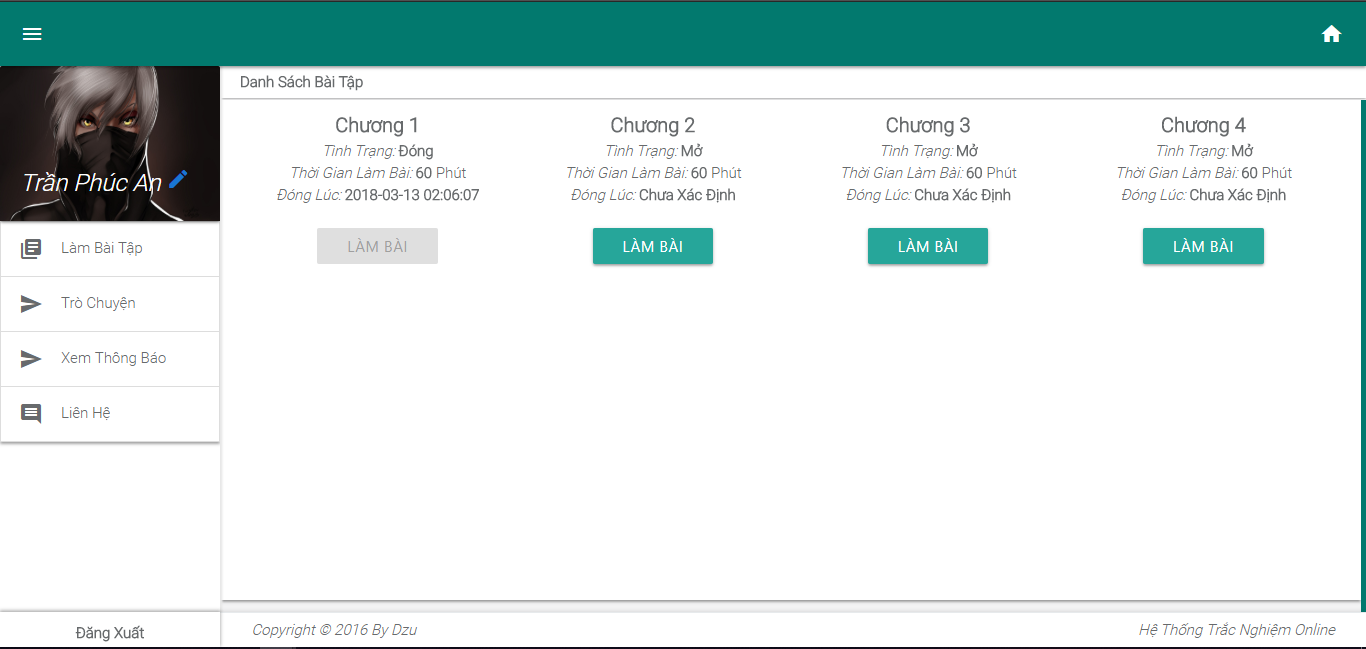 Danh Sách Bài Tập
Trần Phúc An
Làm Bài Tập
Trò Chuyện
Xem Thông Báo
Liên Hệ
Đăng Xuất
Chương 1
Tình Trạng: Đóng
Thời Gian Làm Bài: 60 Phút
Đóng Lúc: 2018-03-13 02:06:07
LÀM BÀI
Chương 2
Tình Trạng: Mở
Thời Gian Làm Bài: 60 Phút
Đóng Lúc: Chưa Xác Định
LÀM BÀI
Chương 3
Tình Trạng: Mở
Thời Gian Làm Bài: 60 Phút
Đóng Lúc: Chưa Xác Định
LÀM BÀI
Chương 4
Tình Trạng: Mở
Thời Gian Làm Bài: 60 Phút
Đóng Lúc: Chưa Xác Định
LÀM BÀI
Copyright © 2016 By Dzu
Hệ Thống Trắc Nghiệm Online